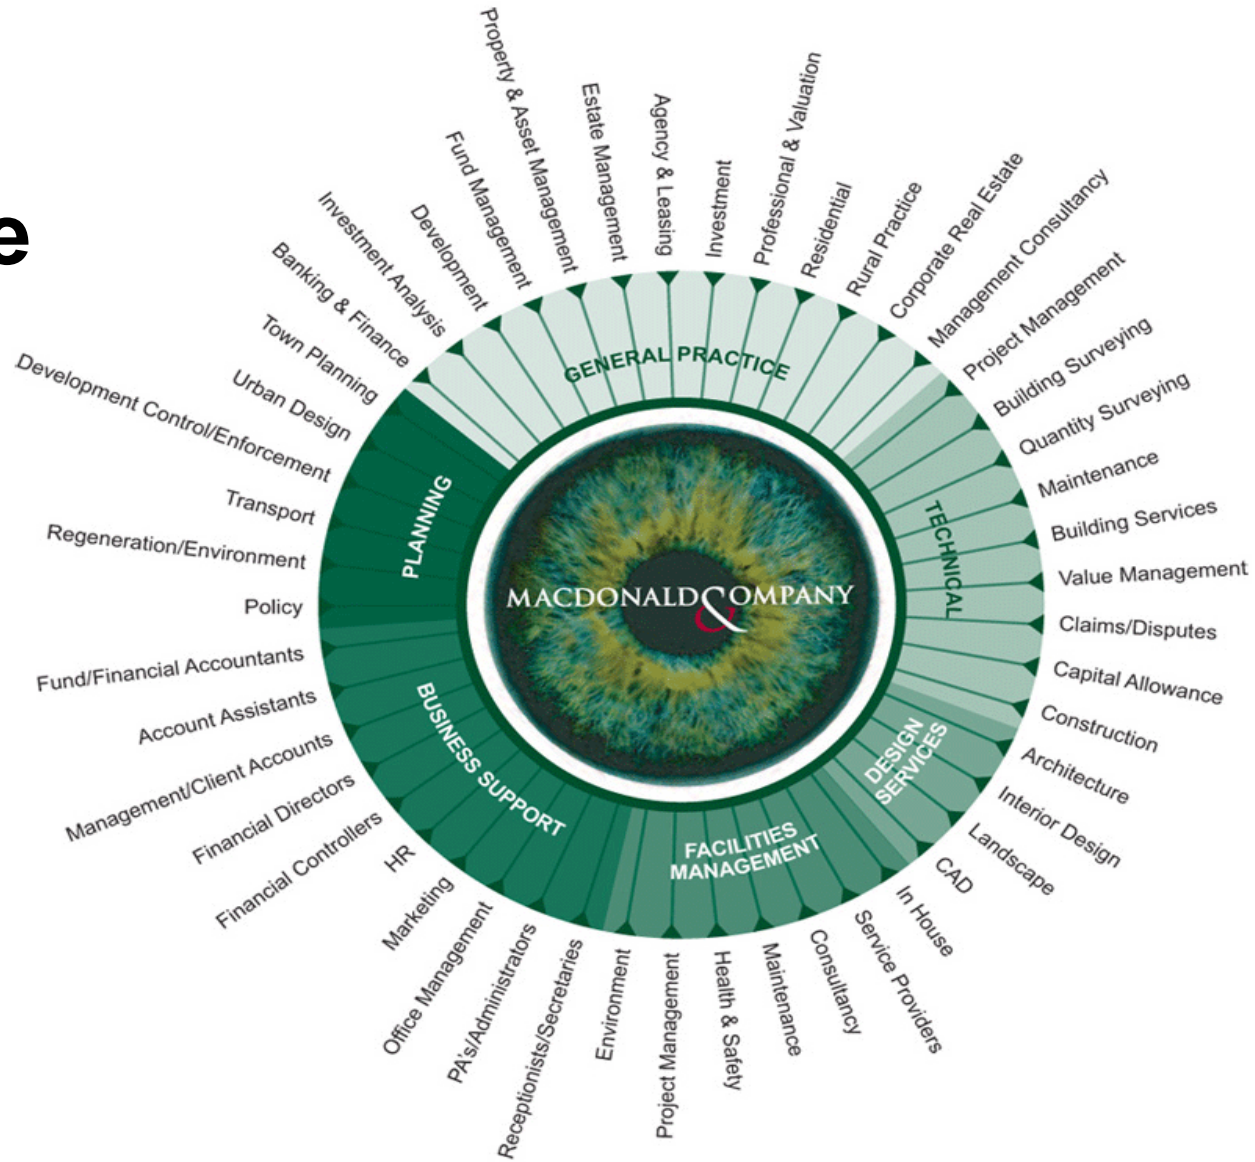 e
Property & Asset Management
Estate Management
Agency & Leasing
Investment
Professional & Valuation
Residential
Rural Practice
Corporate Real Estate
Management Consultancy
Project Management
Building Surveying
Quantity Surveying
Maintenance
Building Services
Value Management
Claims/Disputes
Capital Allowance
Construction
Architecture
Interior Design
Landscape
CAD
In House
Service Providers
Consultancy
Maintenance
Health & Safety
Project Management
Environment
Receptionists/Secretaries
PA's/Administrators
Office Management
Marketing
HR
Financial Controllers
Financial Directors
Management/Client Accounts
Account Assistants
Fund/Financial Accountants
Policy
Regeneration/Environment
Transport
Development Control/Enforcement
Urban Design
Town Planning
Banking & Finance
Investment Analysis
Development
Fund Management
GENERAL PRACTICE
TECHNICAL
DESIGN
SERVICES
FACILITIES
MANAGEMENT
BUSINESS SUPPORT
PLANNING
MACDONALD&COMPANY